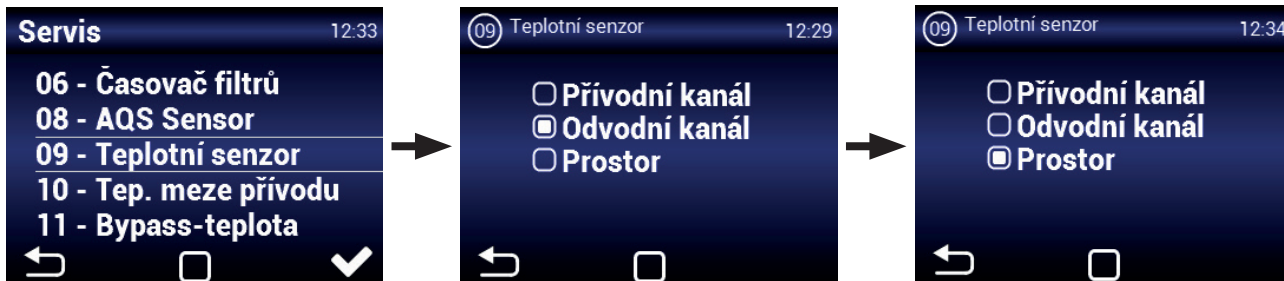 Servis 12:33
06 - Časovač filtrů
08 - AQS Sensor
09 - Teplotní senzor
10 - Tep. meze přívodu
11 - Bypass-teplota
09 Teplotní senzor 12:29
Přívodní kanál
Odvodní kanál
Prostor
09 Teplotní senzor 12:34
Přívodní kanál
Odvodní kanál
Prostor